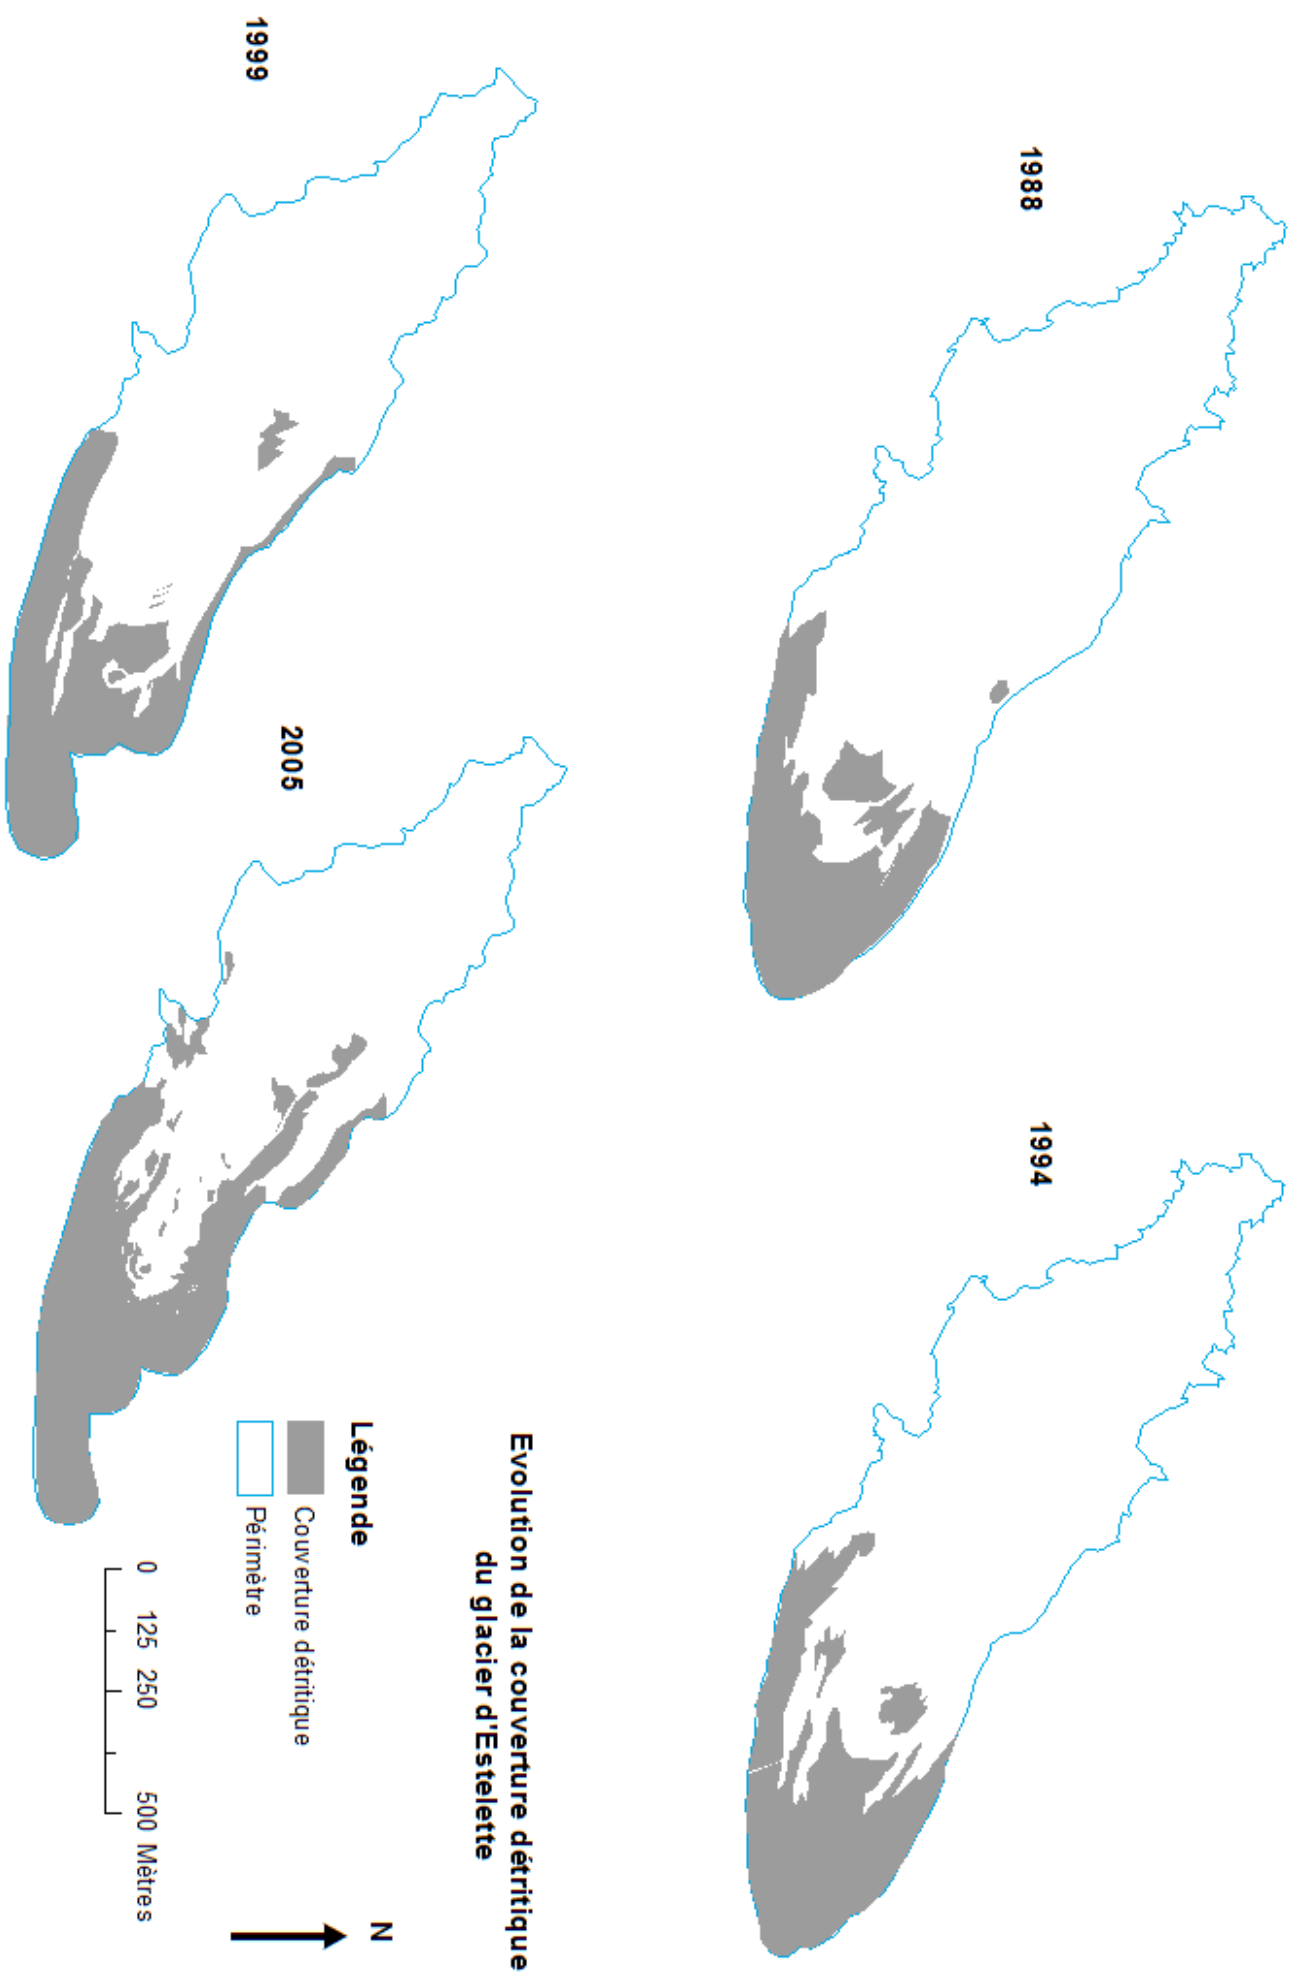 1988
1994
1999
2005
Evolution de la couverture détritique
du glacier d'Estelette
Légende
Couverture détritique
Périmètre
N
0 125 250 500 Mètres